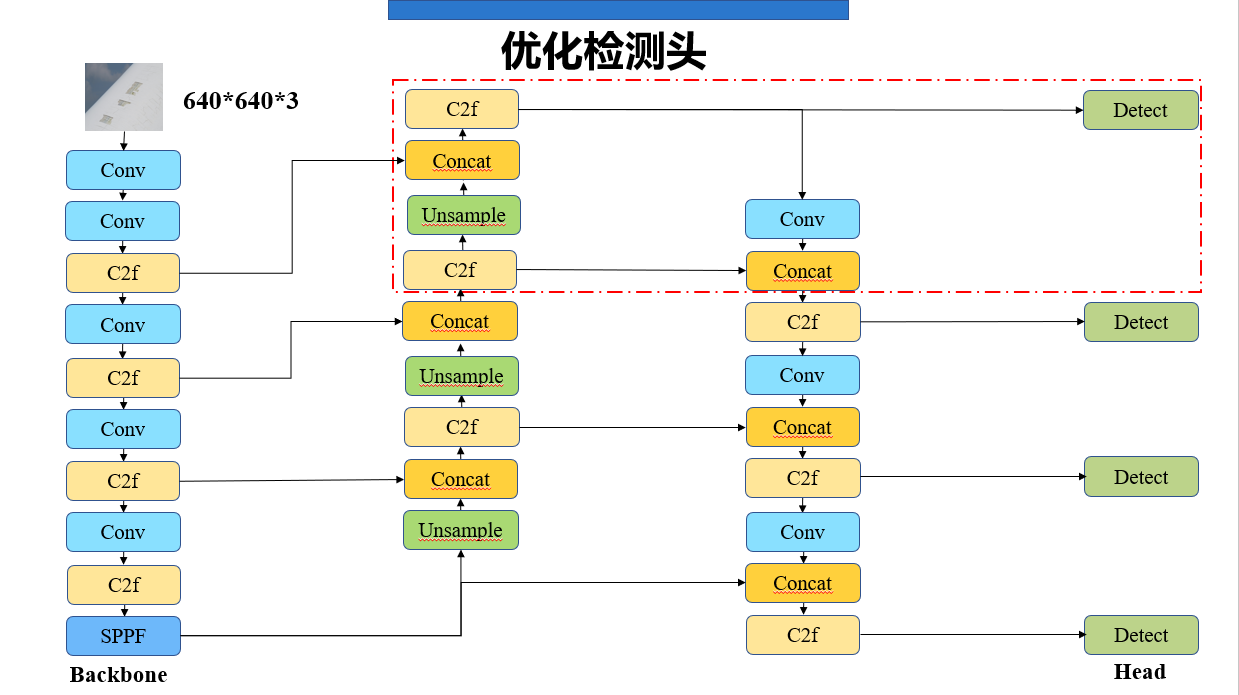 优化检测头
640*640*3
Conv
Conv
C2f
Conv
C2f
Conv
C2f
Conv
C2f
SPPF
Backbone
C2f
Concat
Unsample
C2f
Concat
Unsample
C2f
Concat
Unsample
Conv
Concat
C2f
Conv
Concat
C2f
Conv
Concat
C2f
Detect
Detect
Detect
Detect
Head